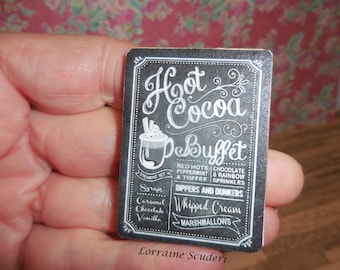 Hot
Cocoa
Buffet
RED HOTS
PEPPERMINT
& TOFFEE
CHOCOLATE
& RAINBOW
SPRINKLES
DIPPERS AND DUNKERS
Syrups
Caramel
Chocolate
Vanilla
Whipped Cream
MARSHMALLOWS
Lorraine Scuderi